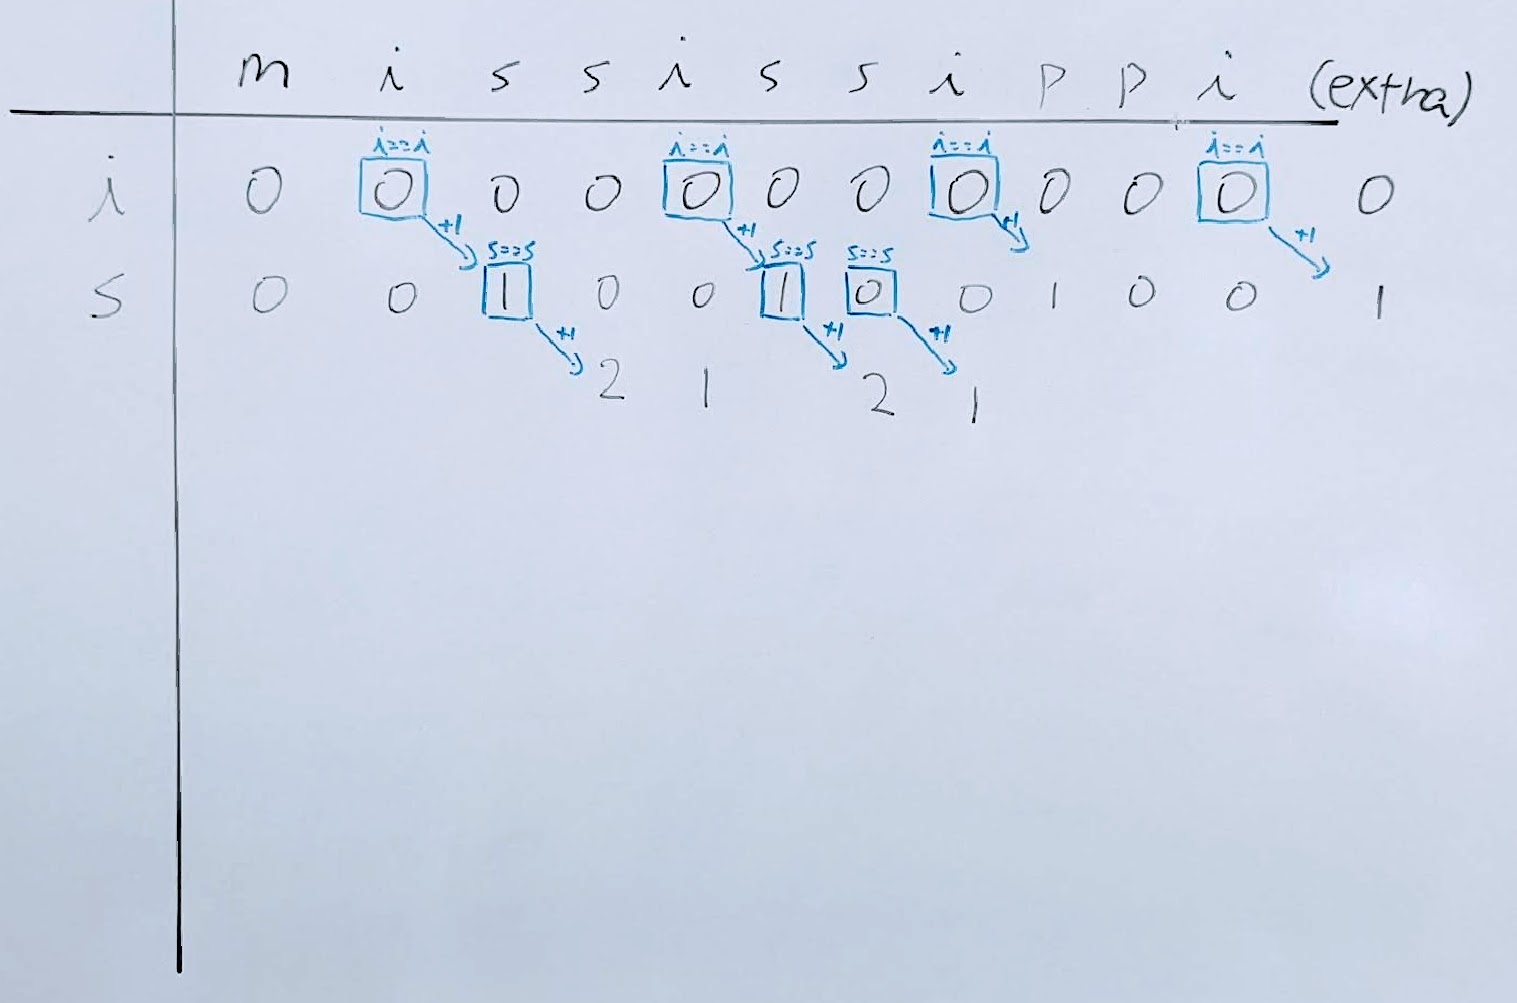 m i s s i s s i p p i (extra)
i==i i==i i==i i==i
i 0 0 0 0 0 0 0 0 0 0 0 0
+1 +1 +1 +1
s==s s==s s==s
s 0 0 1 0 0 1 0 0 1 0 0 1
+1 +1 +1
2 1 2 1